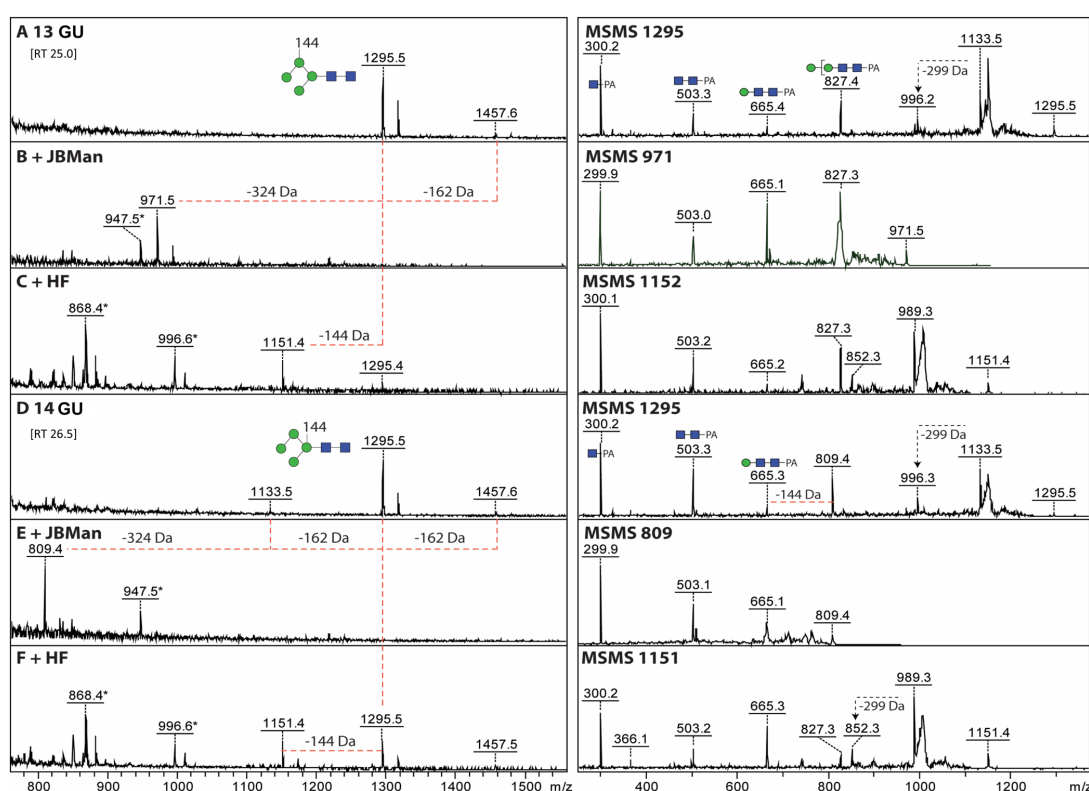 A 13 GU
[RT 25.0]
144
1295.5
1457.6
B + JBMan
-324 Da
-162 Da
971.5
947.5*
C + HF
868.4*
996.6*
1151.4
-144 Da
1295.4
D 14 GU
[RT 26.5]
144
1295.5
1133.5
1457.6
E + JBMan
809.4
-324 Da
-162 Da
-162 Da
947.5*
F + HF
868.4*
996.6*
1151.4
-144 Da
1295.5
1457.5
800 900 1000 1100 1200 1300 1400 1500 m/z
MSMS 1295
300.2
PA
PA
503.3
PA
665.4
PA
827.4
-299 Da
996.2
1133.5
1295.5
MSMS 971
299.9
503.0
665.1
827.3
971.5
MSMS 1152
300.1
503.2
665.2
827.3
852.3
989.3
1151.4
MSMS 1295
300.2
PA
PA
503.3
PA
665.3
-144 Da
809.4
-299 Da
996.3
1133.5
1295.5
MSMS 809
299.9
503.1
665.1
809.4
MSMS 1151
300.2
366.1
503.2
665.3
827.3
852.3
-299 Da
989.3
1151.4
400 600 800 1000 1200